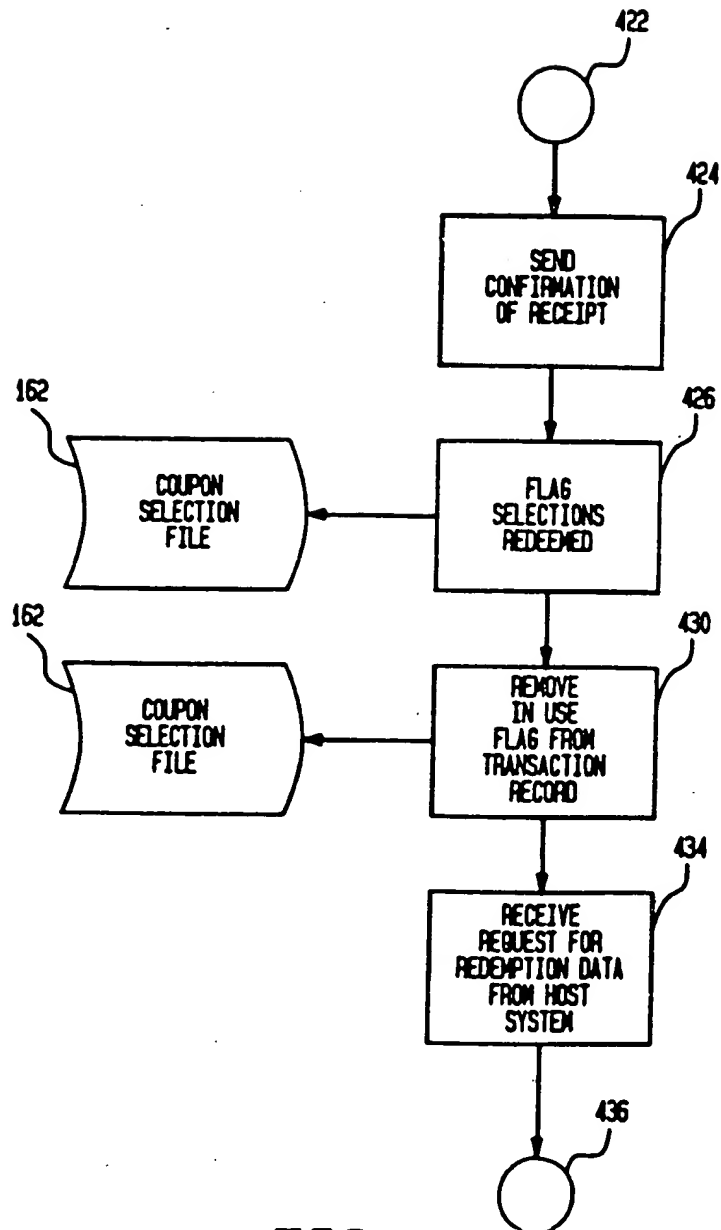 422
424
SEND
CONFIRMATION
OF RECEIPT
162
COUPON
SELECTION
FILE
426
FLAG
SELECTIONS
REDEEMED
162
COUPON
SELECTION
FILE
430
REMOVE
IN USE
FLAG FROM
TRANSACTION
RECORD
434
RECEIVE
REQUEST FOR
REDEMPTION DATA
FROM HOST
SYSTEM
436